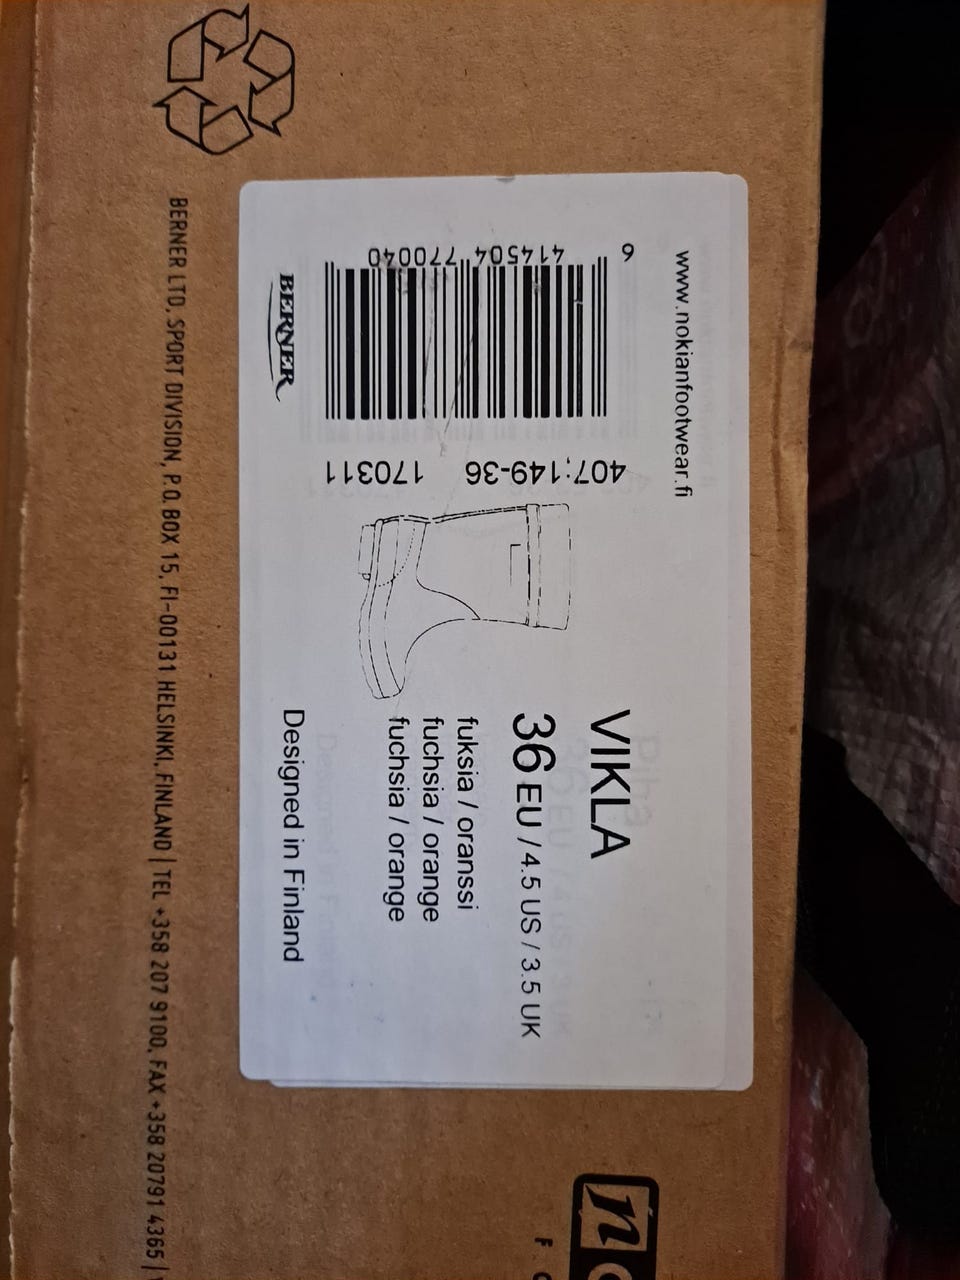 www.nokianfootwear.fi
6 414504 770040
407:149-36 170311
BERNER
VIKLA
36 EU / 4.5 US / 3.5 UK
fuksia / oranssi
fuchsia / orange
fuchsia / orange
Designed in Finland
BERNER LTD, SPORT DIVISION, P.O. BOX 15, FI-00131 HELSINKI, FINLAND | TEL +358 207 9100, FAX +358 20791 4365 |